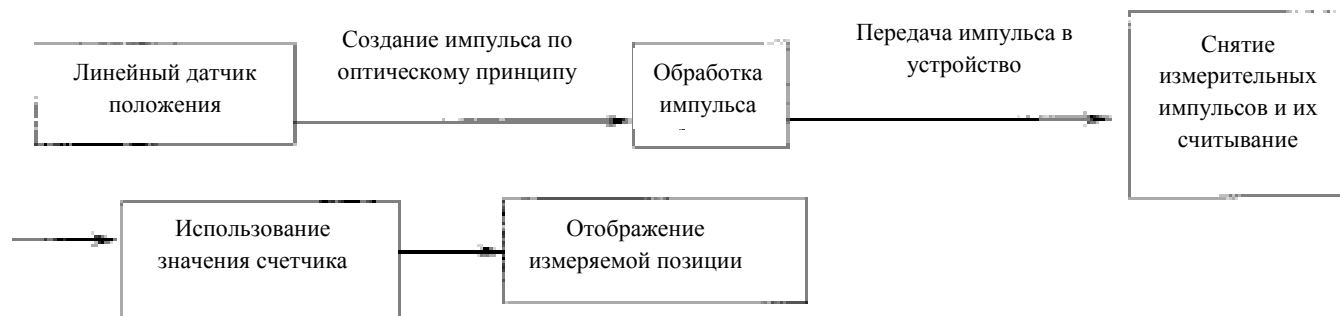 Линейный датчик
положения
Создание импульса по
оптическому принципу
Обработка
импульса
Передача импульса в
устройство
Снятие
измерительных
импульсов и их
считывание
Использование
значения счетчика
Отображение
измеряемой позиции